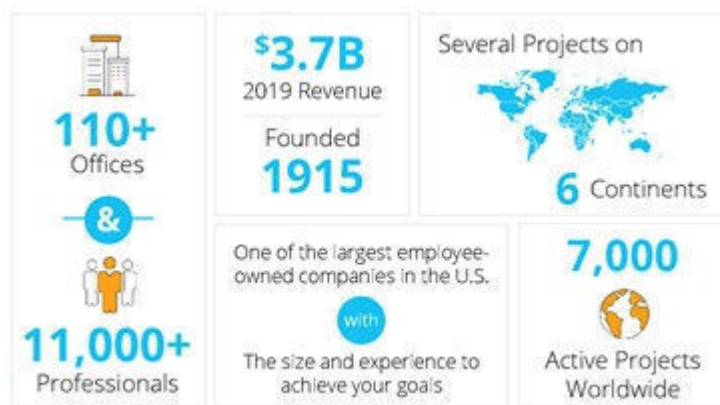 110+
Offices
&
11,000+
Professionals
$3.7B
2019 Revenue
Founded
1915
Several Projects on
6 Continents
One of the largest employee-
owned companies in the U.S.
with
The size and experience to
achieve your goals
7,000
Active Projects
Worldwide